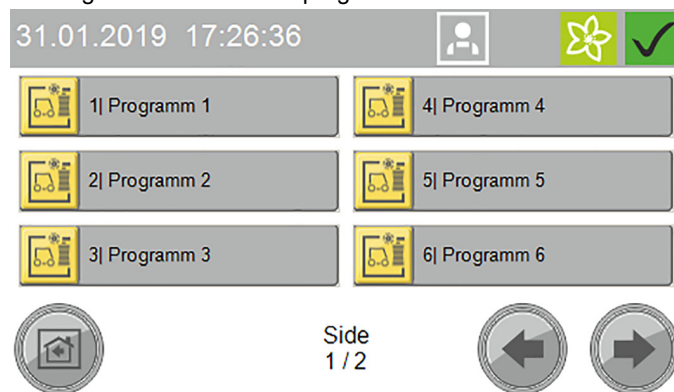 31.01.2019 17:26:36
1| Programm 1
4| Programm 4
2| Programm 2
5| Programm 5
3| Programm 3
6| Programm 6
Side
1 / 2